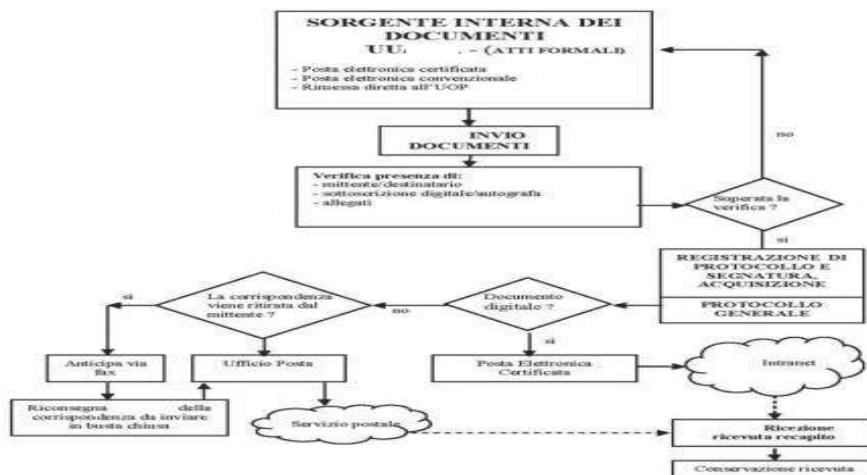 SORGENTE INTERNA DEI
DOCUMENTI
UU. . - (ATTI FORMALI)
- Posta elettronica certificata
- Posta elettronica convenzionale
- Rimessa diretta all'UOP
INVIO
DOCUMENTI
no
Verifica presenza di:
- mittente/destinatario
- sottoscrizione digitale/autografa
- allegati
Superata la
verifica ?
si
REGISTRAZIONE DI
PROTOCOLLO E
SEGNATURA,
ACQUISIZIONE
PROTOCOLLO
GENERALE
Documento
digitale ?
no
si
La corrispondenza
viene ritirata dal
mittente ?
si
Anticipa via
fax
Ufficio Posta
Posta Elettronica
Certificata
Intranet
Riconsegna della
corrispondenza da inviare
in busta chiusa
Servizio postale
Ricezione
ricevuta recapito
Conservazione ricevuta